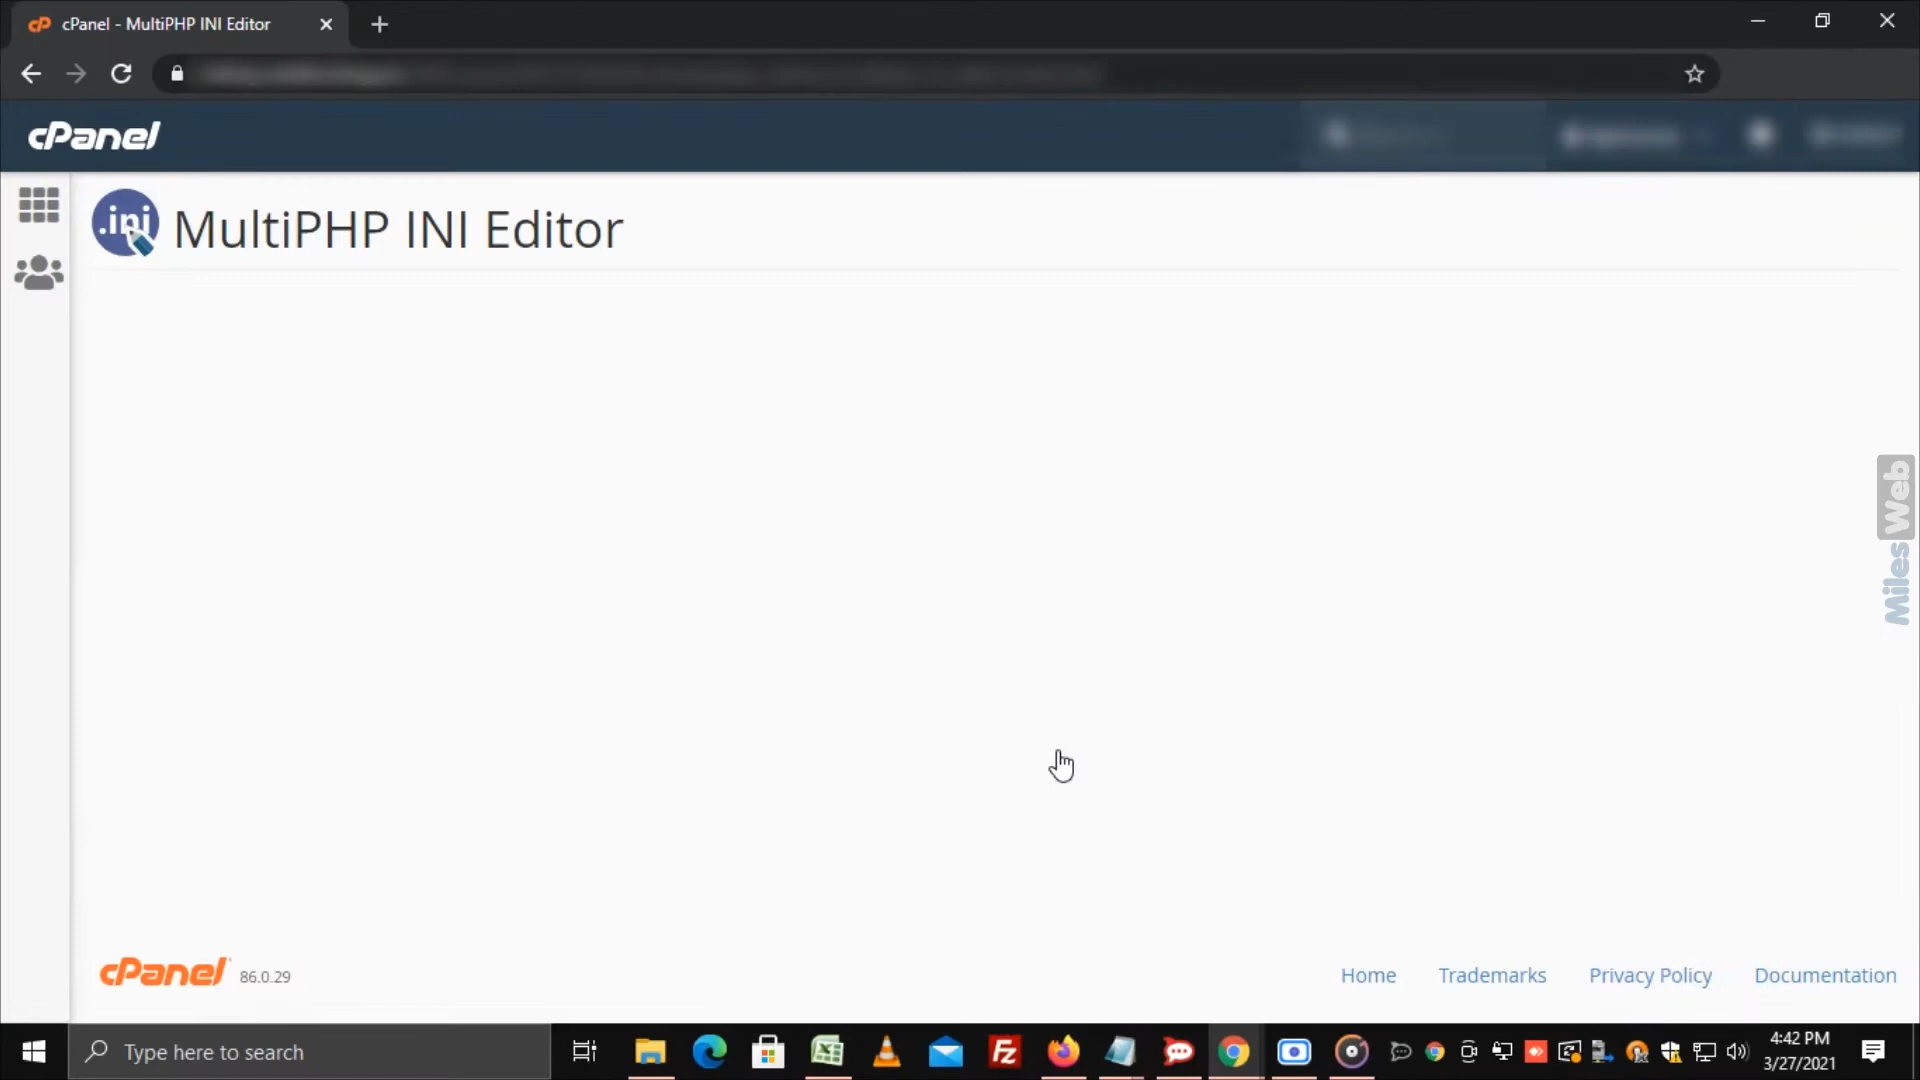 cPanel - MultiPHP INI Editor
cPanel
.ini
MultiPHP INI Editor
MilesWeb
cPanel 86.0.29
Home Trademarks Privacy Policy Documentation
Type here to search
Fz
4:42 PM
3/27/2021